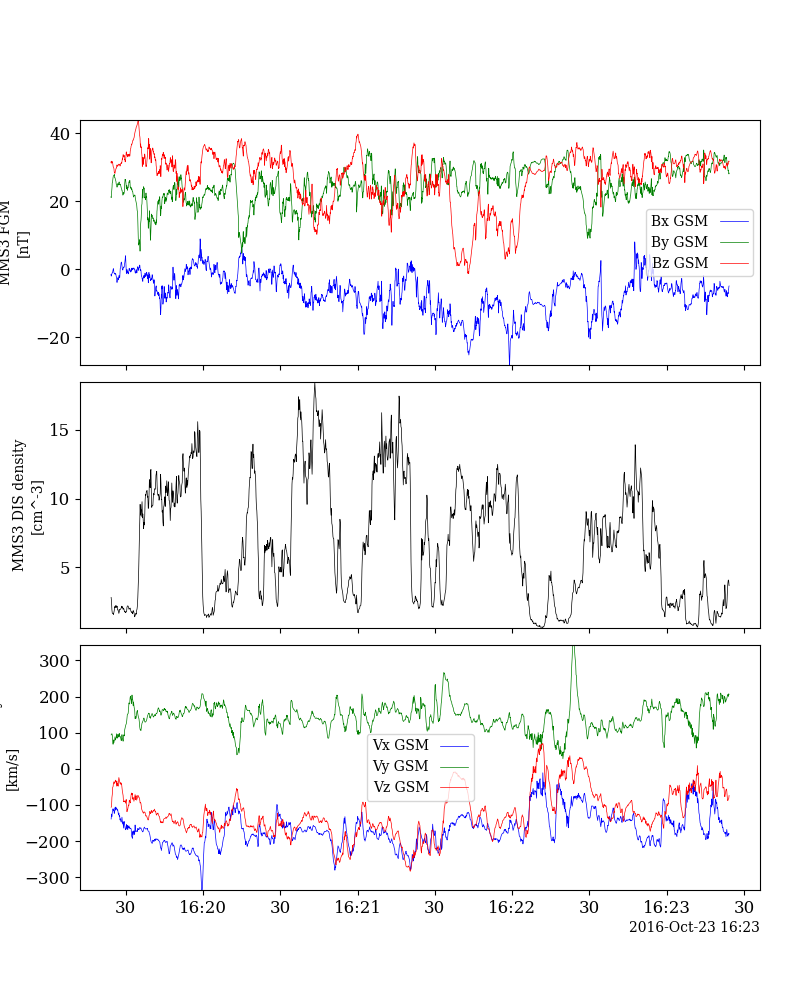 40
20
0
−20
MMS3 FGM
[nT]
Bx GSM
By GSM
Bz GSM
15
10
5
MMS3 DIS density
[cm^-3]
300
200
100
0
−100
−200
−300
[km/s]
Vx GSM
Vy GSM
Vz GSM
30 16:20 30 16:21 30 16:22 30 16:23 30
2016-Oct-23 16:23